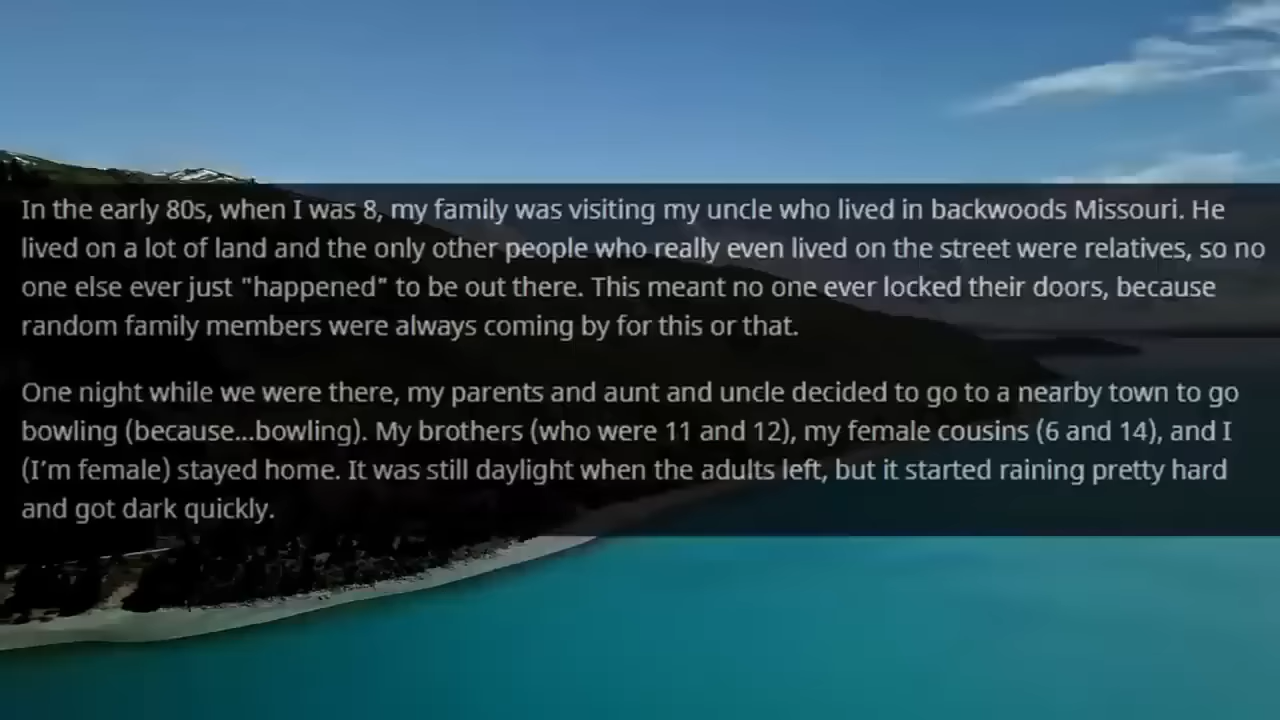 In the early 80s, when I was 8, my family was visiting my uncle who lived in backwoods Missouri. He
lived on a lot of land and the only other people who really even lived on the street were relatives, so no
one else ever just "happened" to be out there. This meant no one ever locked their doors, because
random family members were always coming by for this or that.
One night while we were there, my parents and aunt and uncle decided to go to a nearby town to go
bowling (because...bowling). My brothers (who were 11 and 12), my female cousins (6 and 14), and I
(I'm female) stayed home. It was still daylight when the adults left, but it started raining pretty hard
and got dark quickly.